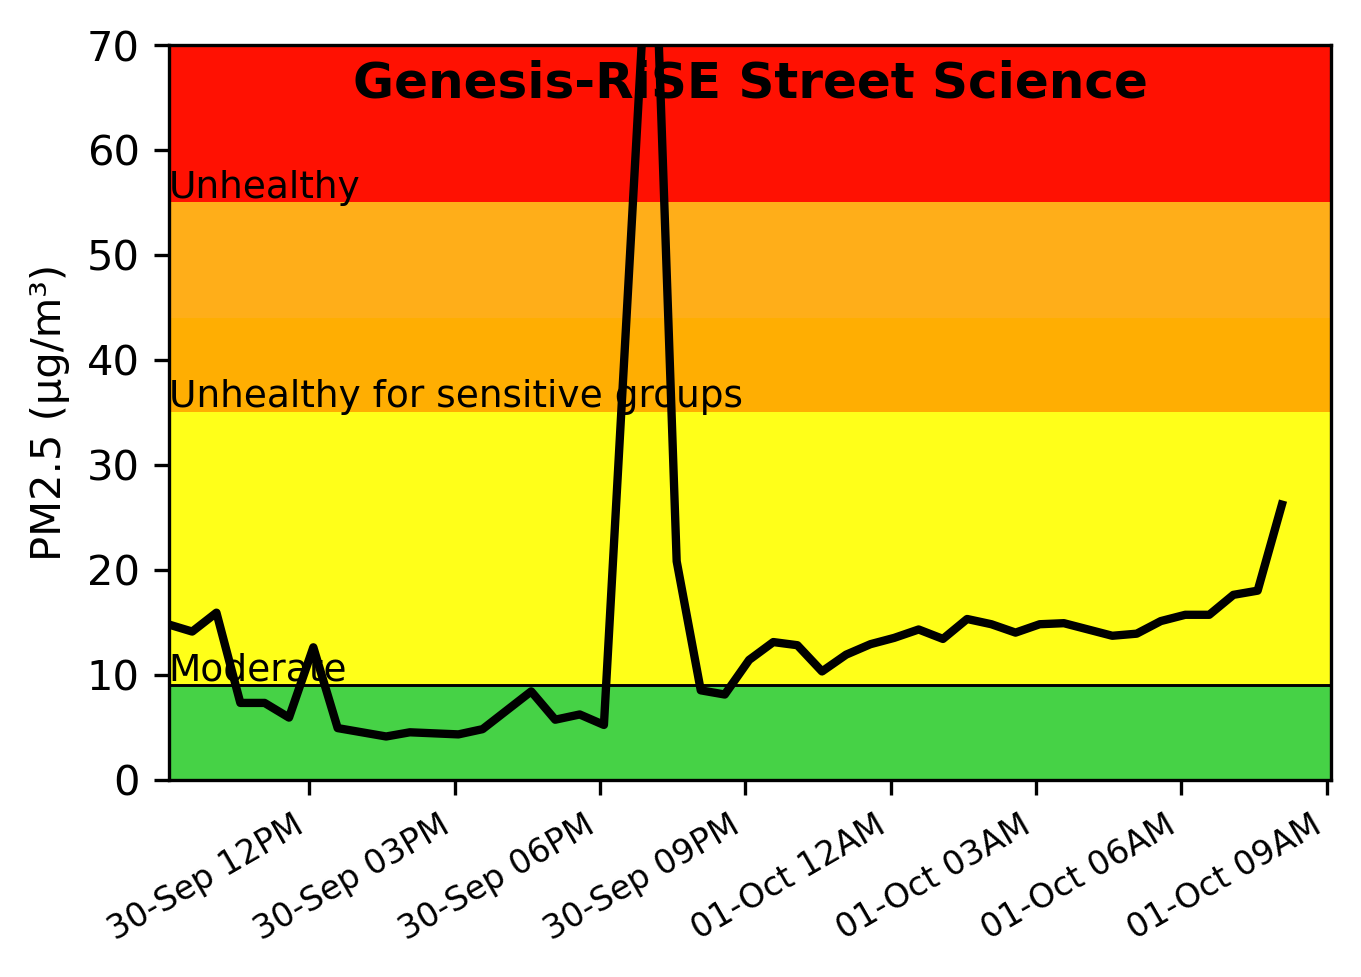 Genesis-RiSE Street Science
70
60
50
40
30
20
10
0
PM2.5 (µg/m³)
Unhealthy
Unhealthy for sensitive groups
Moderate
30-Sep 12PM
30-Sep 03PM
30-Sep 06PM
30-Sep 09PM
01-Oct 12AM
01-Oct 03AM
01-Oct 06AM
01-Oct 09AM